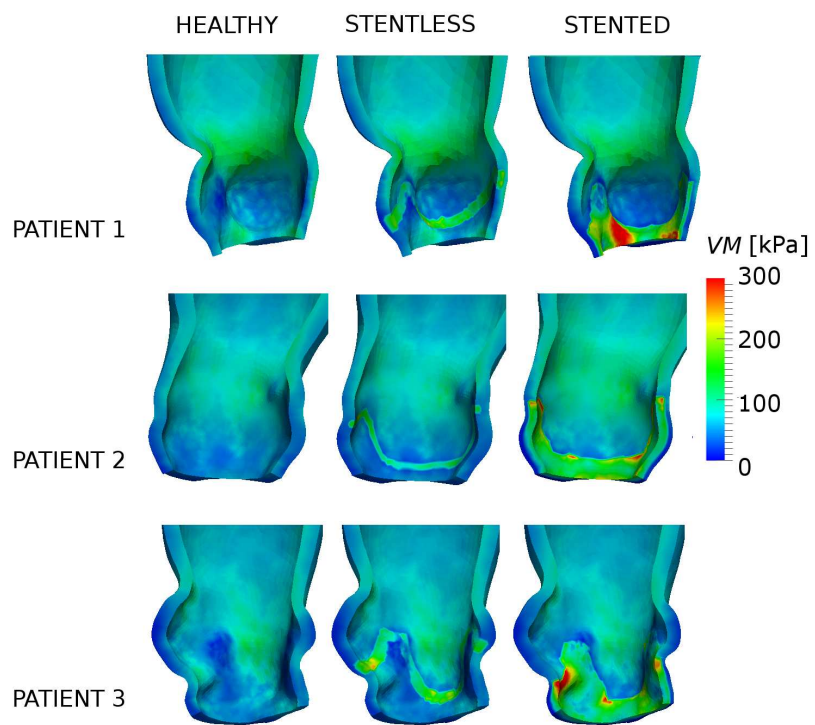 HEALTHY STENTLESS STENTED
PATIENT 1
VM [kPa]
300
200
100
0
PATIENT 2
PATIENT 3